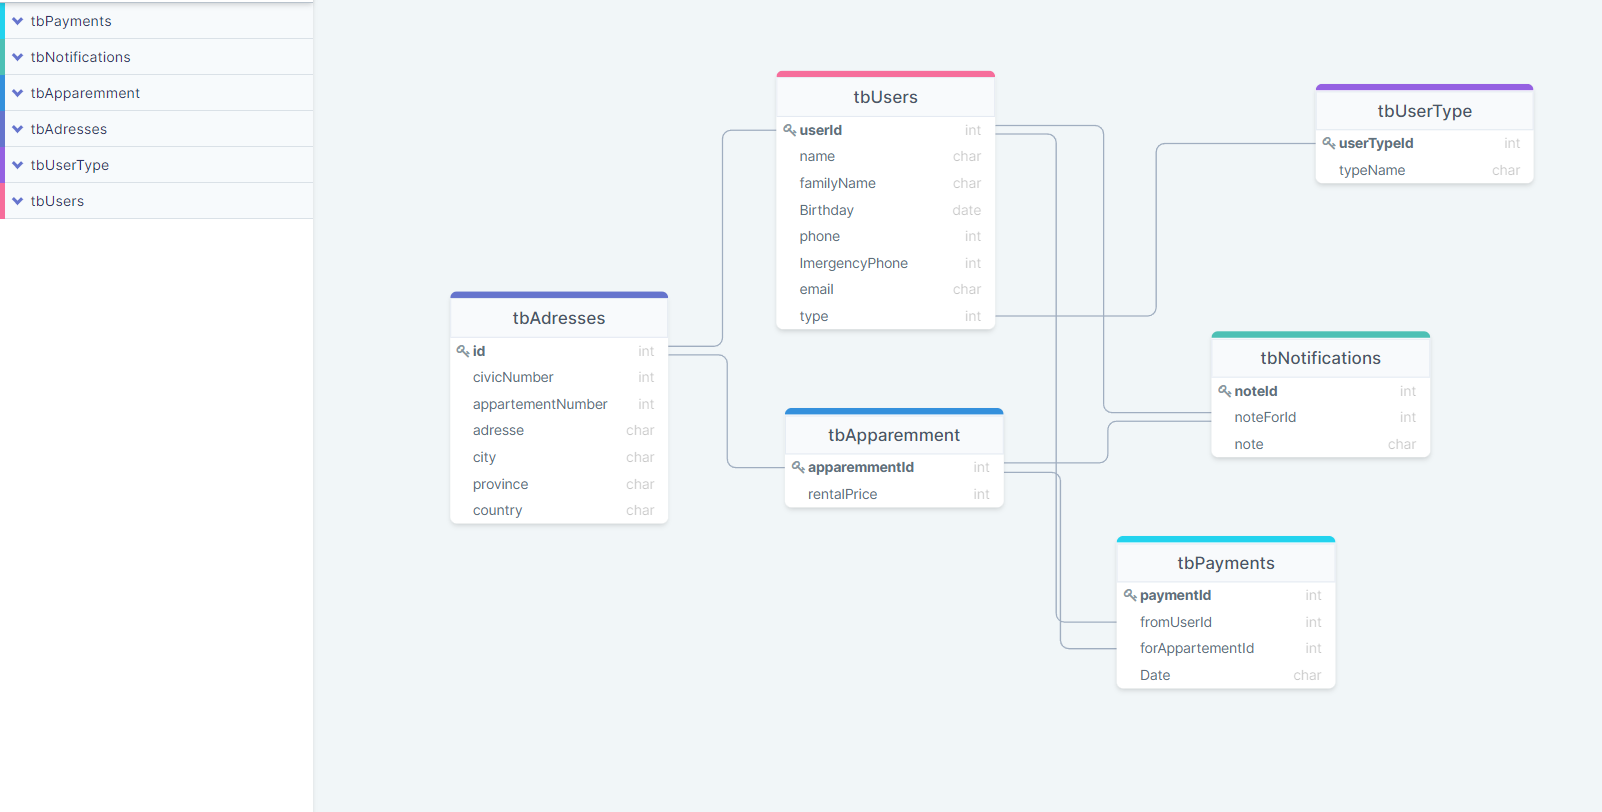 tbPayments
tbNotifications
tbApparemment
tbAdresses
tbUserType
tbUsers
tbUsers
userId int
name char
familyName char
Birthday date
phone int
ImergencyPhone int
email char
type int
tbUserType
userTypeId int
typeName char
tbAdresses
id int
civicNumber int
appartementNumber int
adresse char
city char
province char
country char
tbApparemment
apparemmentId int
rentalPrice int
tbNotifications
noteId int
noteForId int
note char
tbPayments
paymentId int
fromUserId int
forAppartementId int
Date char